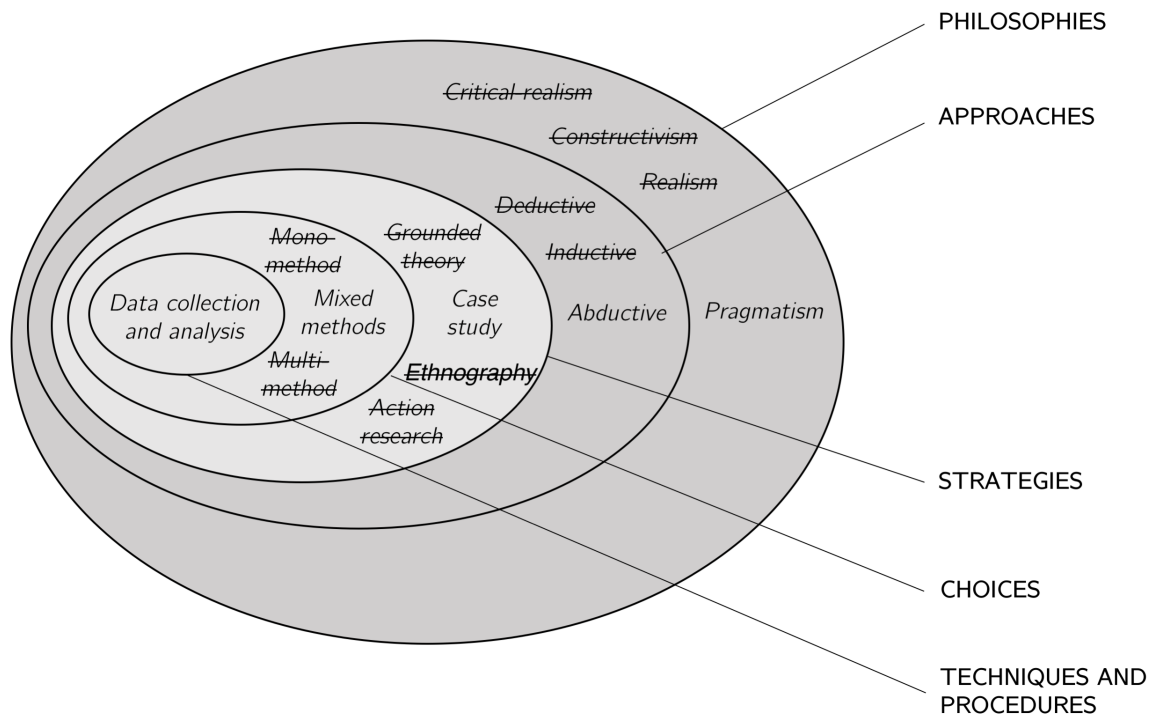 PHILOSOPHIES
Critical realism
APPROACHES
Constructivism
Realism
Deductive
Mono-
method
Grounded
theory
Inductive
Data collection
and analysis
Mixed
methods
Case
study
Abductive
Pragmatism
Multi-
method
Ethnography
Action
research
STRATEGIES
CHOICES
TECHNIQUES AND
PROCEDURES